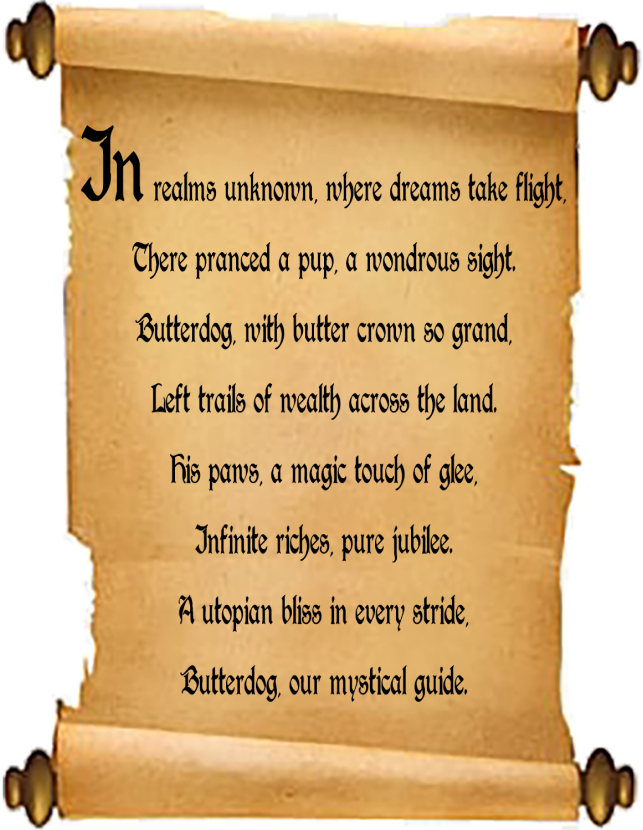 In realms unknown, where dreams take flight,
There pranced a pup, a wondrous sight.
Butterdog, with butter crown so grand,
Left trails of wealth across the land.
His paws, a magic touch of glee,
Infinite riches, pure jubilee.
A utopian bliss in every stride,
Butterdog, our mystical guide.